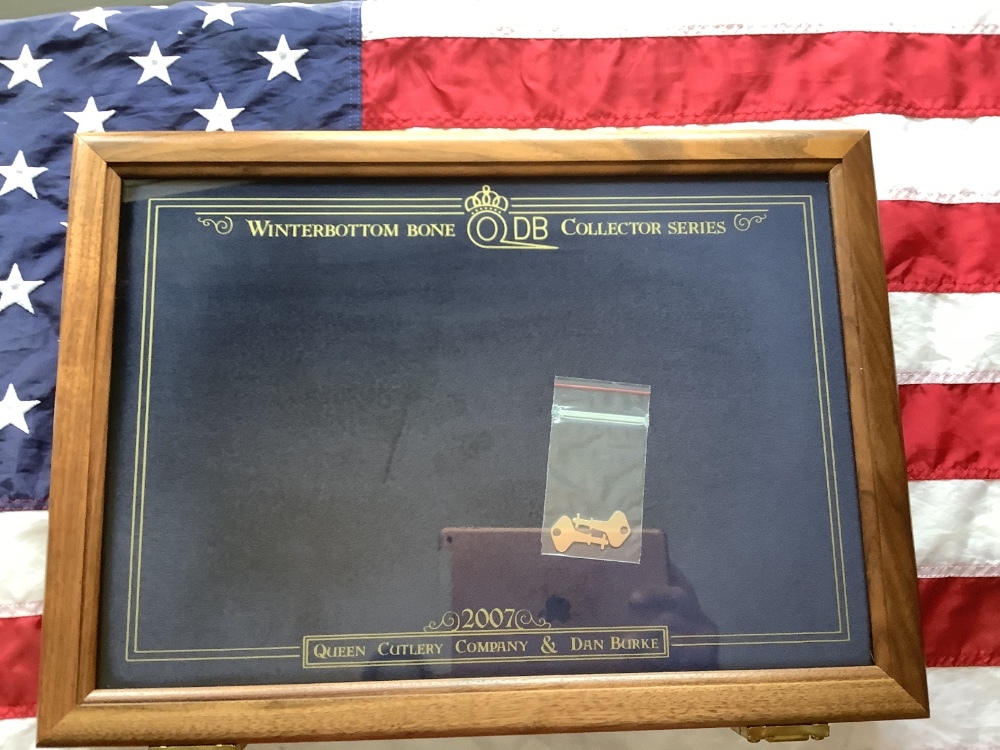 WINTERBOTTOM BONE QDB COLLECTOR SERIES
2007
QUEEN CUTLERY COMPANY & DAN BURKE